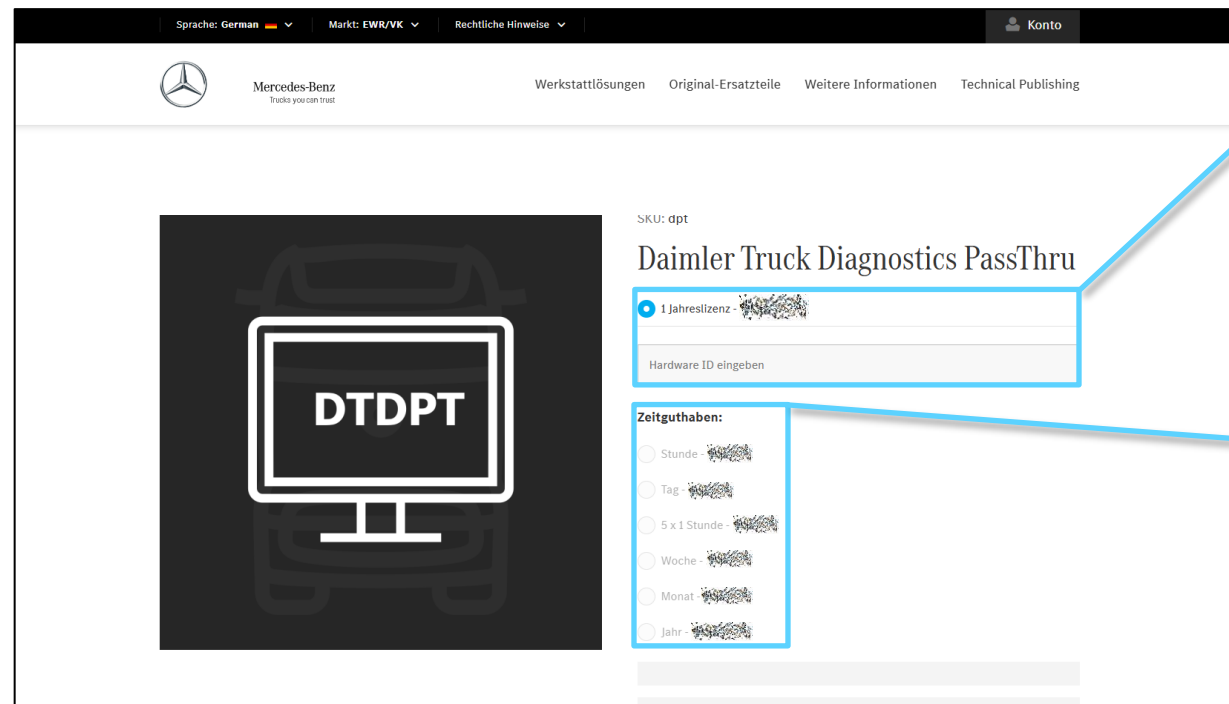 Sprache: German
Markt: EWR/VK
Rechtliche Hinweise
Konto
Mercedes-Benz
Trucks you can trust
Werkstattlösungen
Original-Ersatzteile
Weitere Informationen
Technical Publishing
DTDPT
SKU: dpt
Daimler Truck Diagnostics PassThru
1 Jahreslizenz -
Hardware ID eingeben
Zeitguthaben:
Stunde -
Tag -
5 x 1 Stunde -
Woche -
Monat -
Jahr -